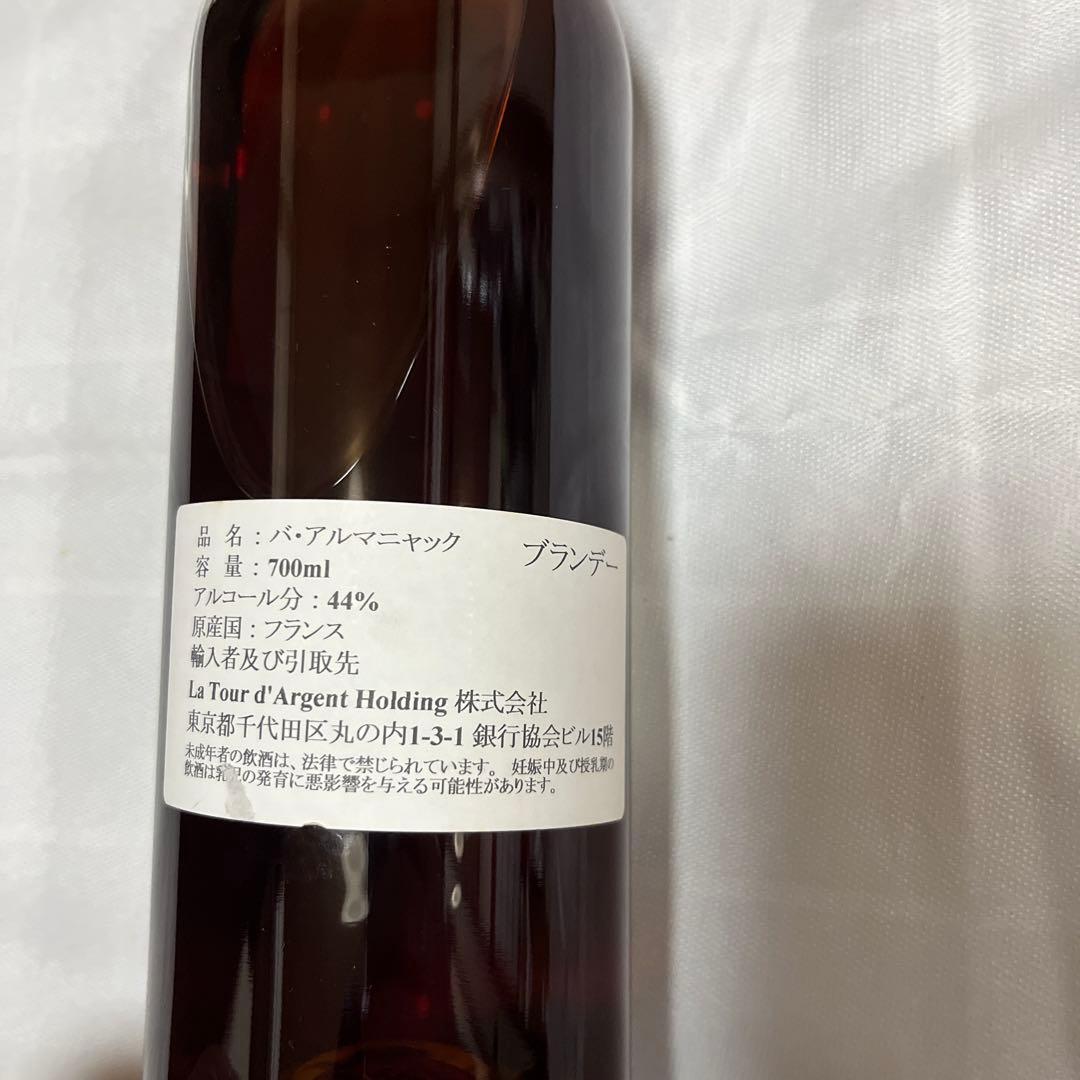 品 名 : バ・アルマニャック ブランデー
容 量 : 700ml
アルコール分 : 44%
原産国 : フランス
輸入者及び引取先
La Tour d'Argent Holding 株式会社
東京都千代田区丸の内1-3-1 銀行協会ビル15階
未成年者の飲酒は、法律で禁じられています。 妊娠中及び授乳期の
飲酒は乳児の発育に悪影響を与える可能性があります。